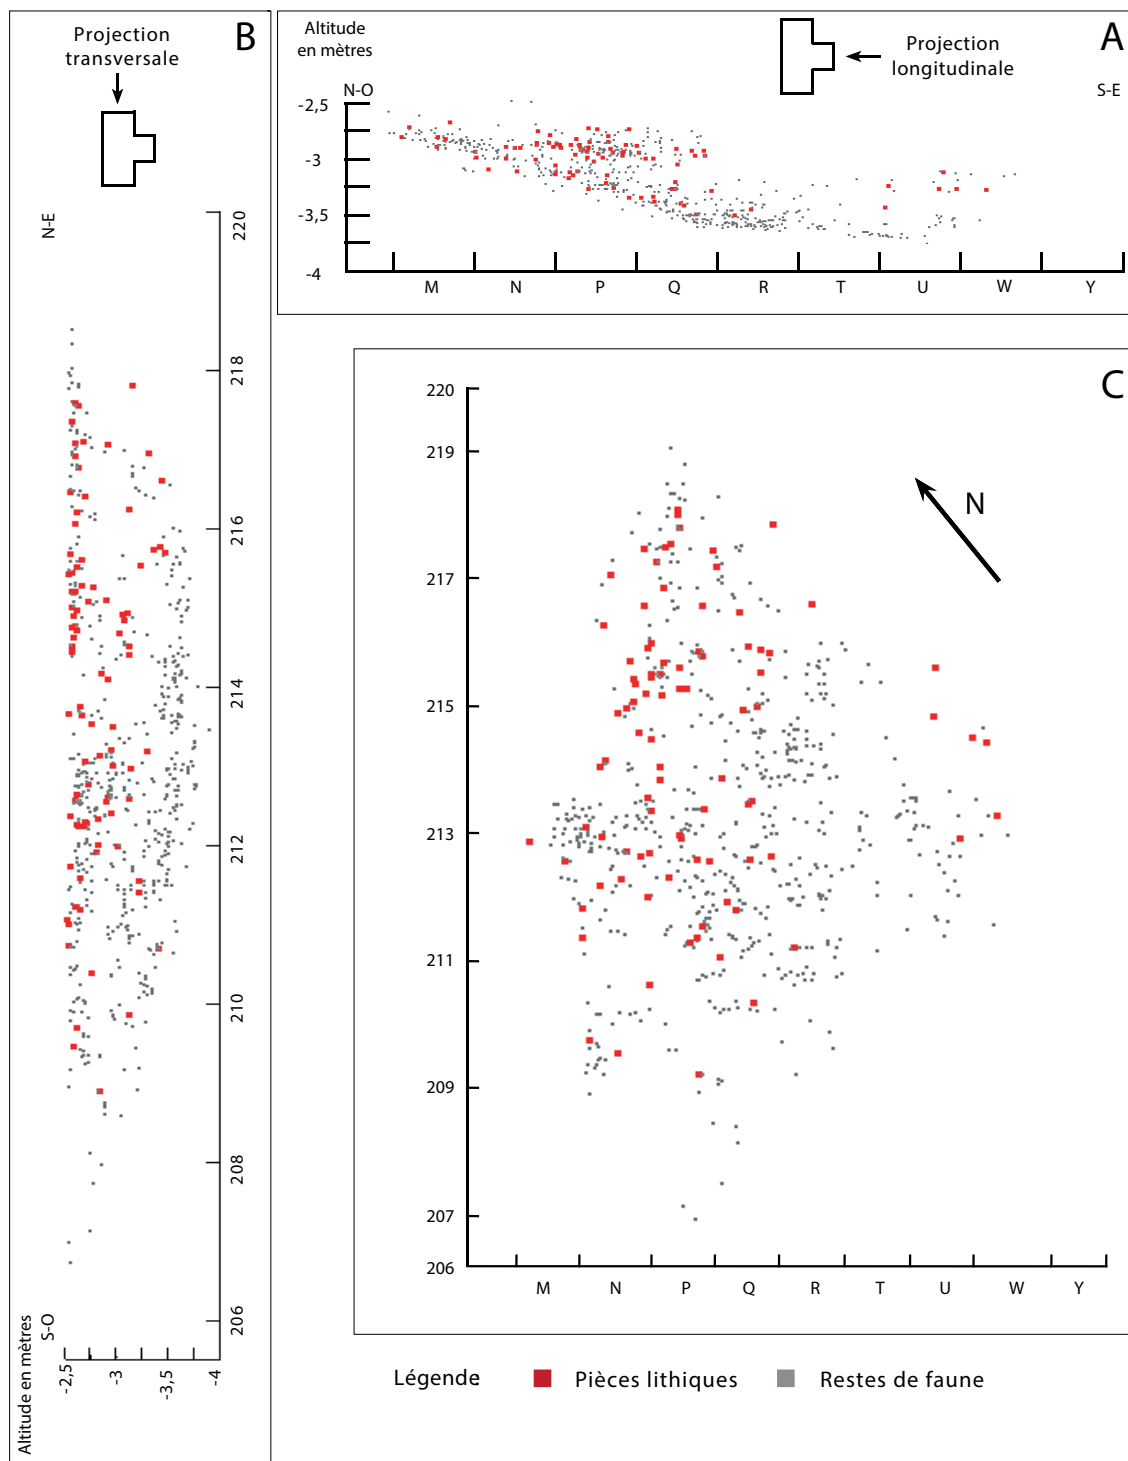 Projection
transversale
B
N-E
220
218
216
214
212
210
208
206
S-O
Altitude en mètres
-2,5
-3
-3,5
-4
Altitude
en mètres
Projection
longitudinale
A
N-O
S-E
-2,5
-3
-3,5
-4
M N P Q R T U W Y
C
N
220
219
217
215
213
211
209
207
206
M N P Q R T U W Y
Légende Pièces lithiques Restes de faune